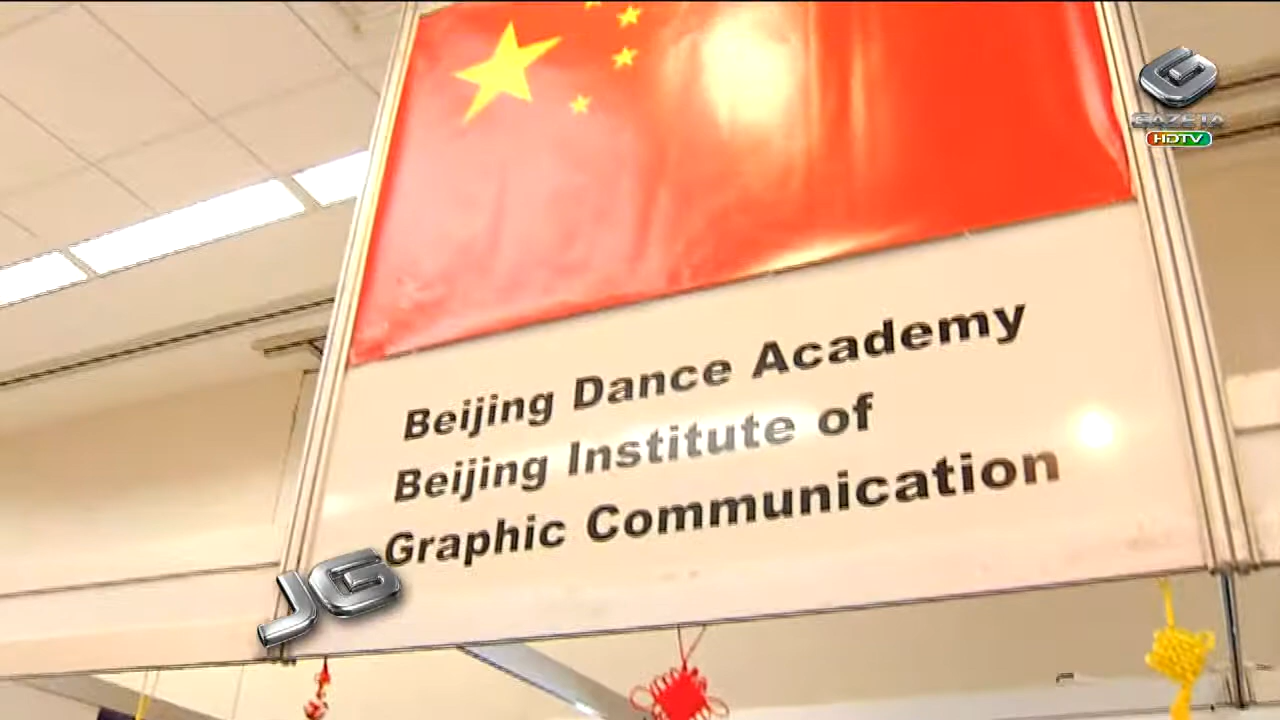 GAZETA
HDTV
Beijing Dance Academy
Beijing Institute of
Graphic Communication
JG